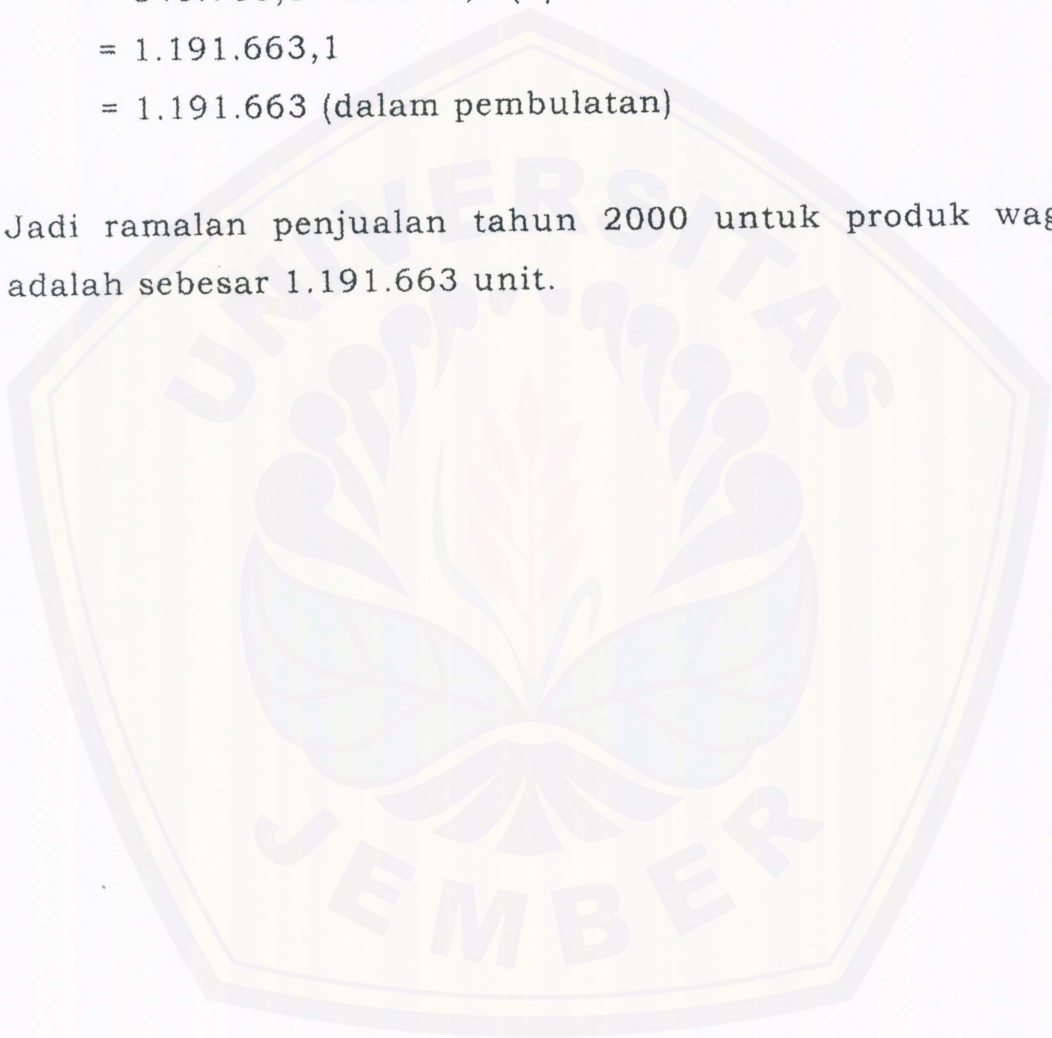 = 1.191.663,1
= 1.191.663 (dalam pembulatan)
Jadi ramalan penjualan tahun 2000 untuk produk
adalah sebesar 1.191.663 unit.
UNIVERSITAS
JEMBER